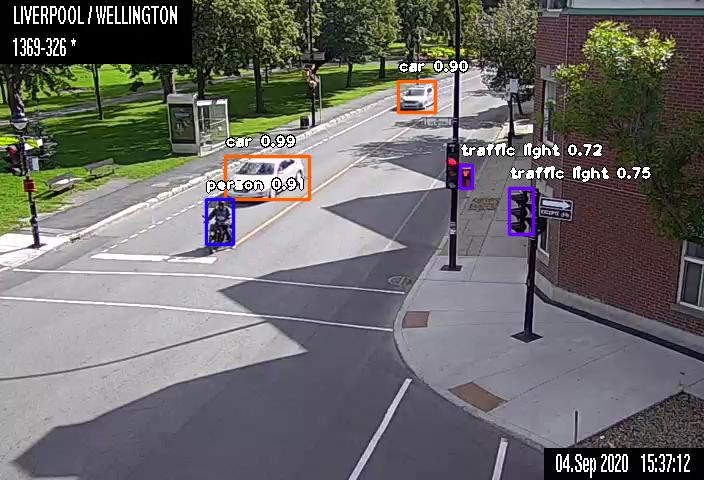 LIVERPOOL / WELLINGTON
1369-326 *
car 0.90
car 0.99
traffic light 0.72
traffic light 0.75
person 0.91
EXCEPTÉ
04.Sep 2020 15:37:12